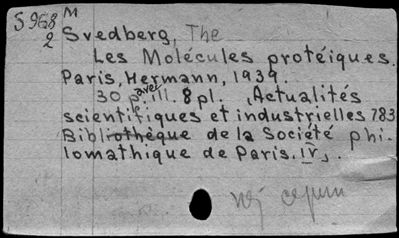 S 968 M
2 Svedberg, The
Les Molécules protéiques.
Paris, Hermann, 1939.
30 p. avec ill. 8 pl. (Actualités
scientifiques et industrielles 783
Bibliothèque de la Société phi-
lomathique de Paris. IV).